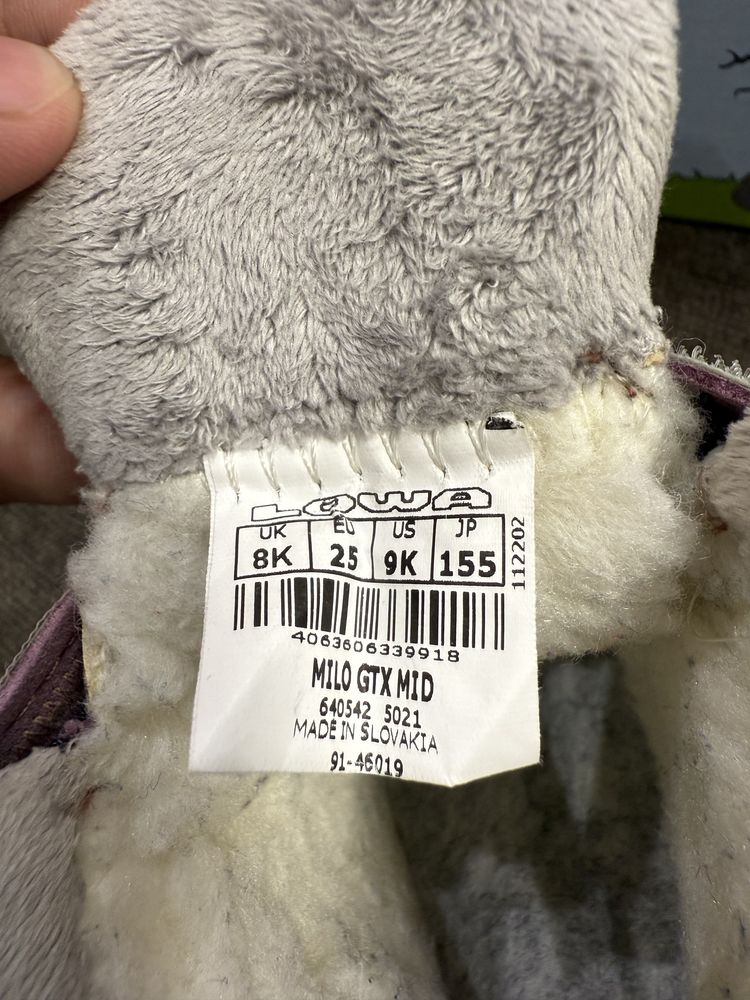 LOWA
UK EU US JP
8K 25 9K 155
112202
4063606339918
MILO GTX MID
640542 5021
MADE IN SLOVAKIA
91-46019